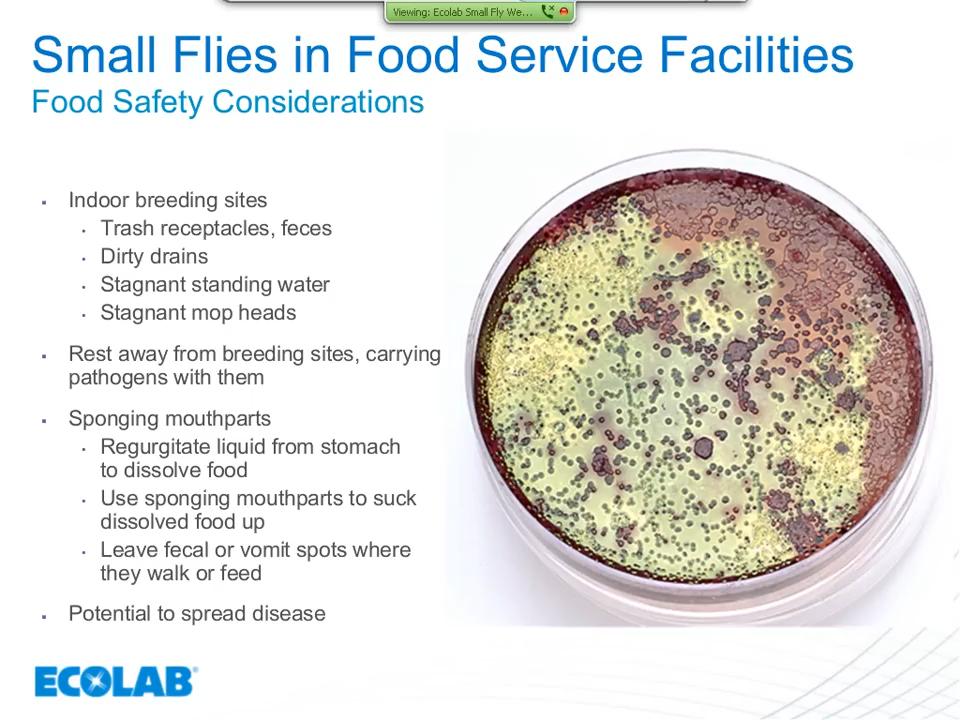 Viewing: Ecolab Small Fly We...
Small Flies in Food Service Facilities
Food Safety Considerations
Indoor breeding sites
Trash receptacles, feces
Dirty drains
Stagnant standing water
Stagnant mop heads
Rest away from breeding sites, carrying
pathogens with them
Sponging mouthparts
Regurgitate liquid from stomach
to dissolve food
Use sponging mouthparts to suck
dissolved food up
Leave fecal or vomit spots where
they walk or feed
Potential to spread disease
ECOLAB®